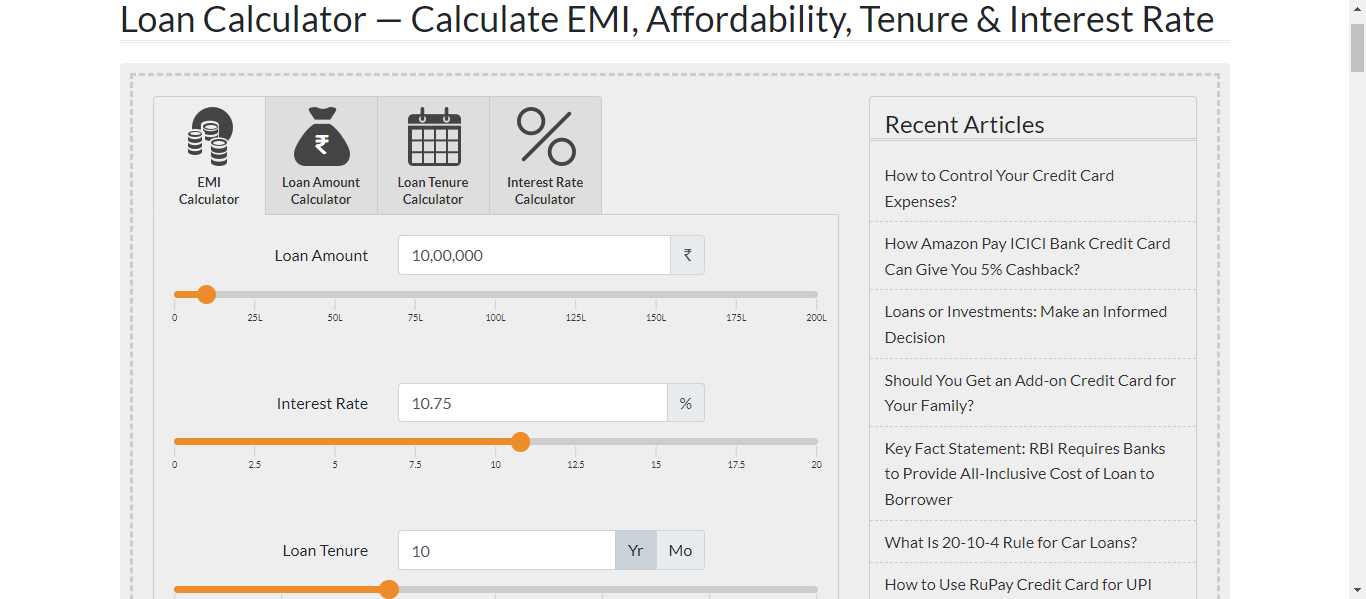 Loan Calculator — Calculate EMI, Affordability, Tenure & Interest Rate
EMI
Calculator
₹
Loan Amount
Calculator
Loan Tenure
Calculator
Interest Rate
Calculator
Loan Amount 10,00,000 ₹
0 25L 50L 75L 100L 125L 150L 175L 200L
Interest Rate 10.75 %
0 2.5 5 7.5 10 12.5 15 17.5 20
Loan Tenure 10 Yr Mo
Recent Articles
How to Control Your Credit Card
Expenses?
How Amazon Pay ICICI Bank Credit Card
Can Give You 5% Cashback?
Loans or Investments: Make an Informed
Decision
Should You Get an Add-on Credit Card for
Your Family?
Key Fact Statement: RBI Requires Banks
to Provide All-Inclusive Cost of Loan to
Borrower
What Is 20-10-4 Rule for Car Loans?
How to Use RuPay Credit Card for UPI